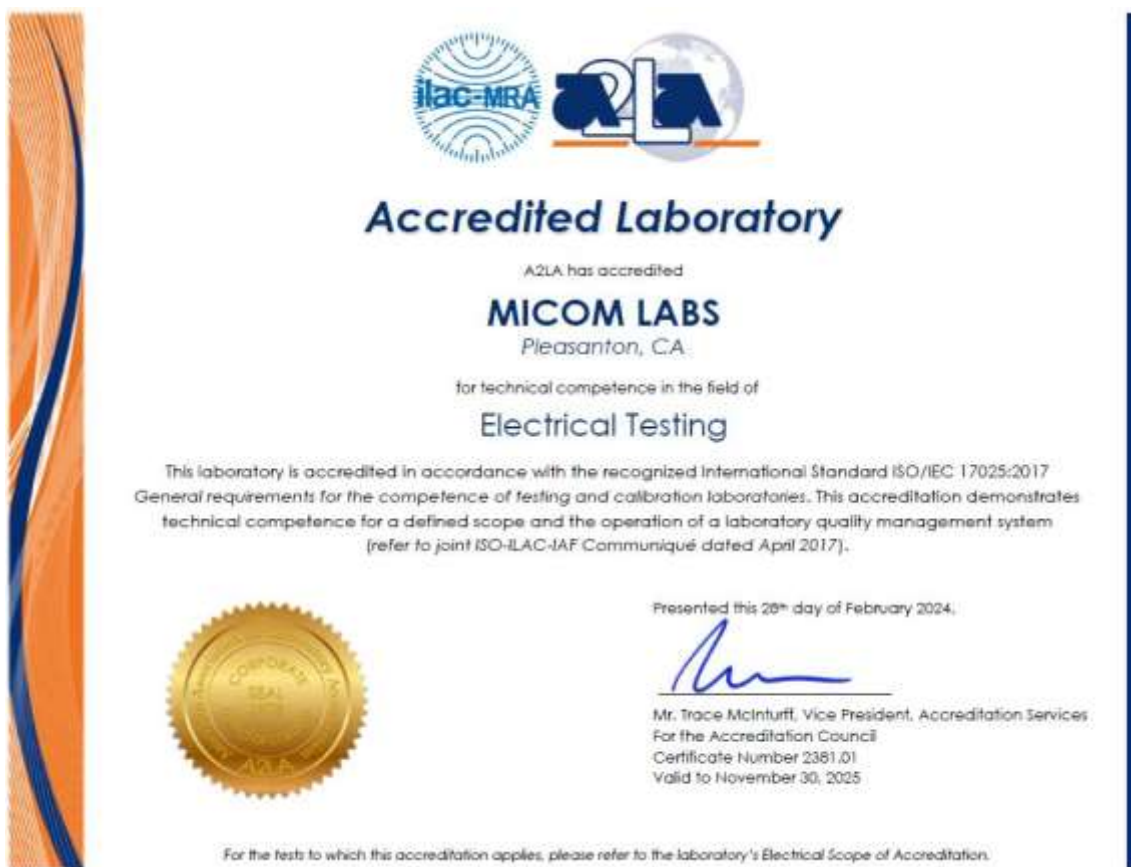 ilac-MRA
A2LA
Accredited Laboratory
A2LA has accredited
MICOM LABS
Pleasanton, CA
for technical competence in the field of
Electrical Testing
This laboratory is accredited in accordance with the recognized International Standard ISO/IEC 17025:2017
General requirements for the competence of testing and calibration laboratories. This accreditation demonstrates
technical competence for a defined scope and the operation of a laboratory quality management system
(refer to joint ISO-ILAC-IAF Communiqué dated April 2017).
Presented this 28th day of February 2024.
Mr. Trace McInturff, Vice President, Accreditation Services
For the Accreditation Council
Certificate Number 2381.01
Valid to November 30, 2025
CORPORATE
SEAL
A2LA
For the tests to which this accreditation applies, please refer to the laboratory's Electrical Scope of Accreditation.